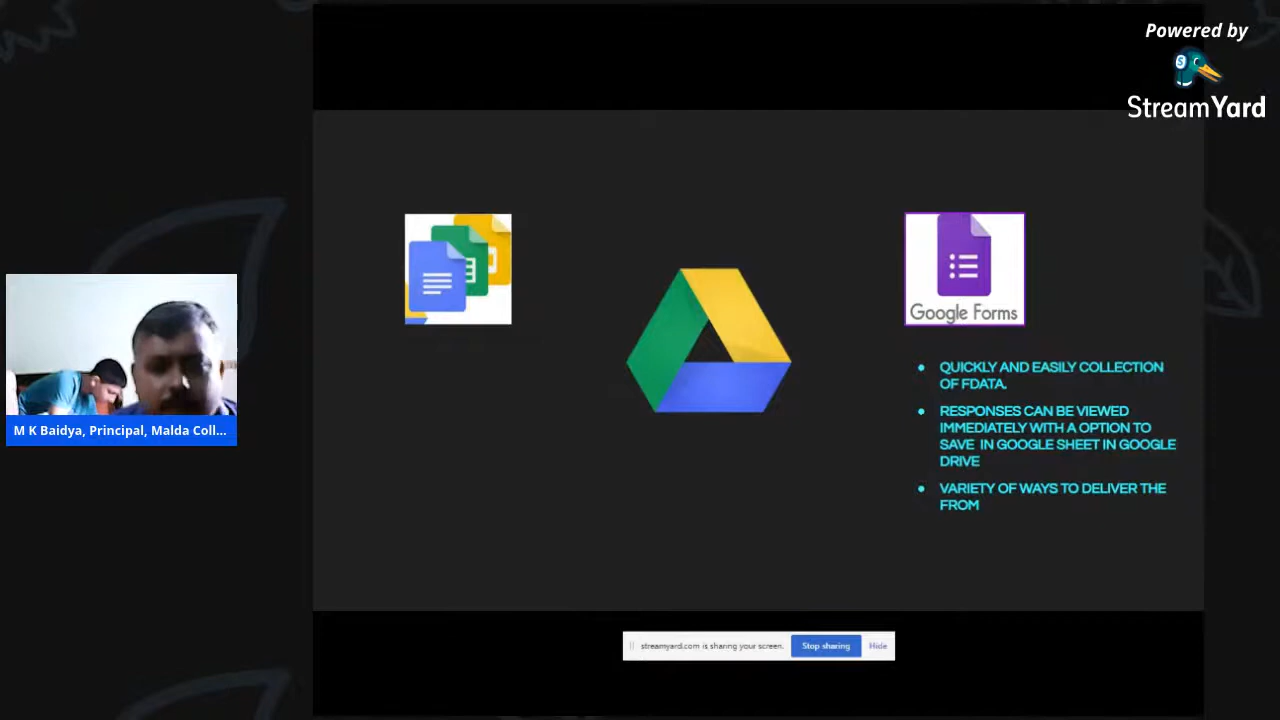 Powered by
StreamYard
Google Forms
QUICKLY AND EASILY COLLECTION
OF FDATA.
RESPONSES CAN BE VIEWED
IMMEDIATELY WITH A OPTION TO
SAVE IN GOOGLE SHEET IN GOOGLE
DRIVE
VARIETY OF WAYS TO DELIVER THE
FROM
M K Baidya, Principal, Malda Coll...
streamyard.com is sharing your screen.
Stop sharing
Hide